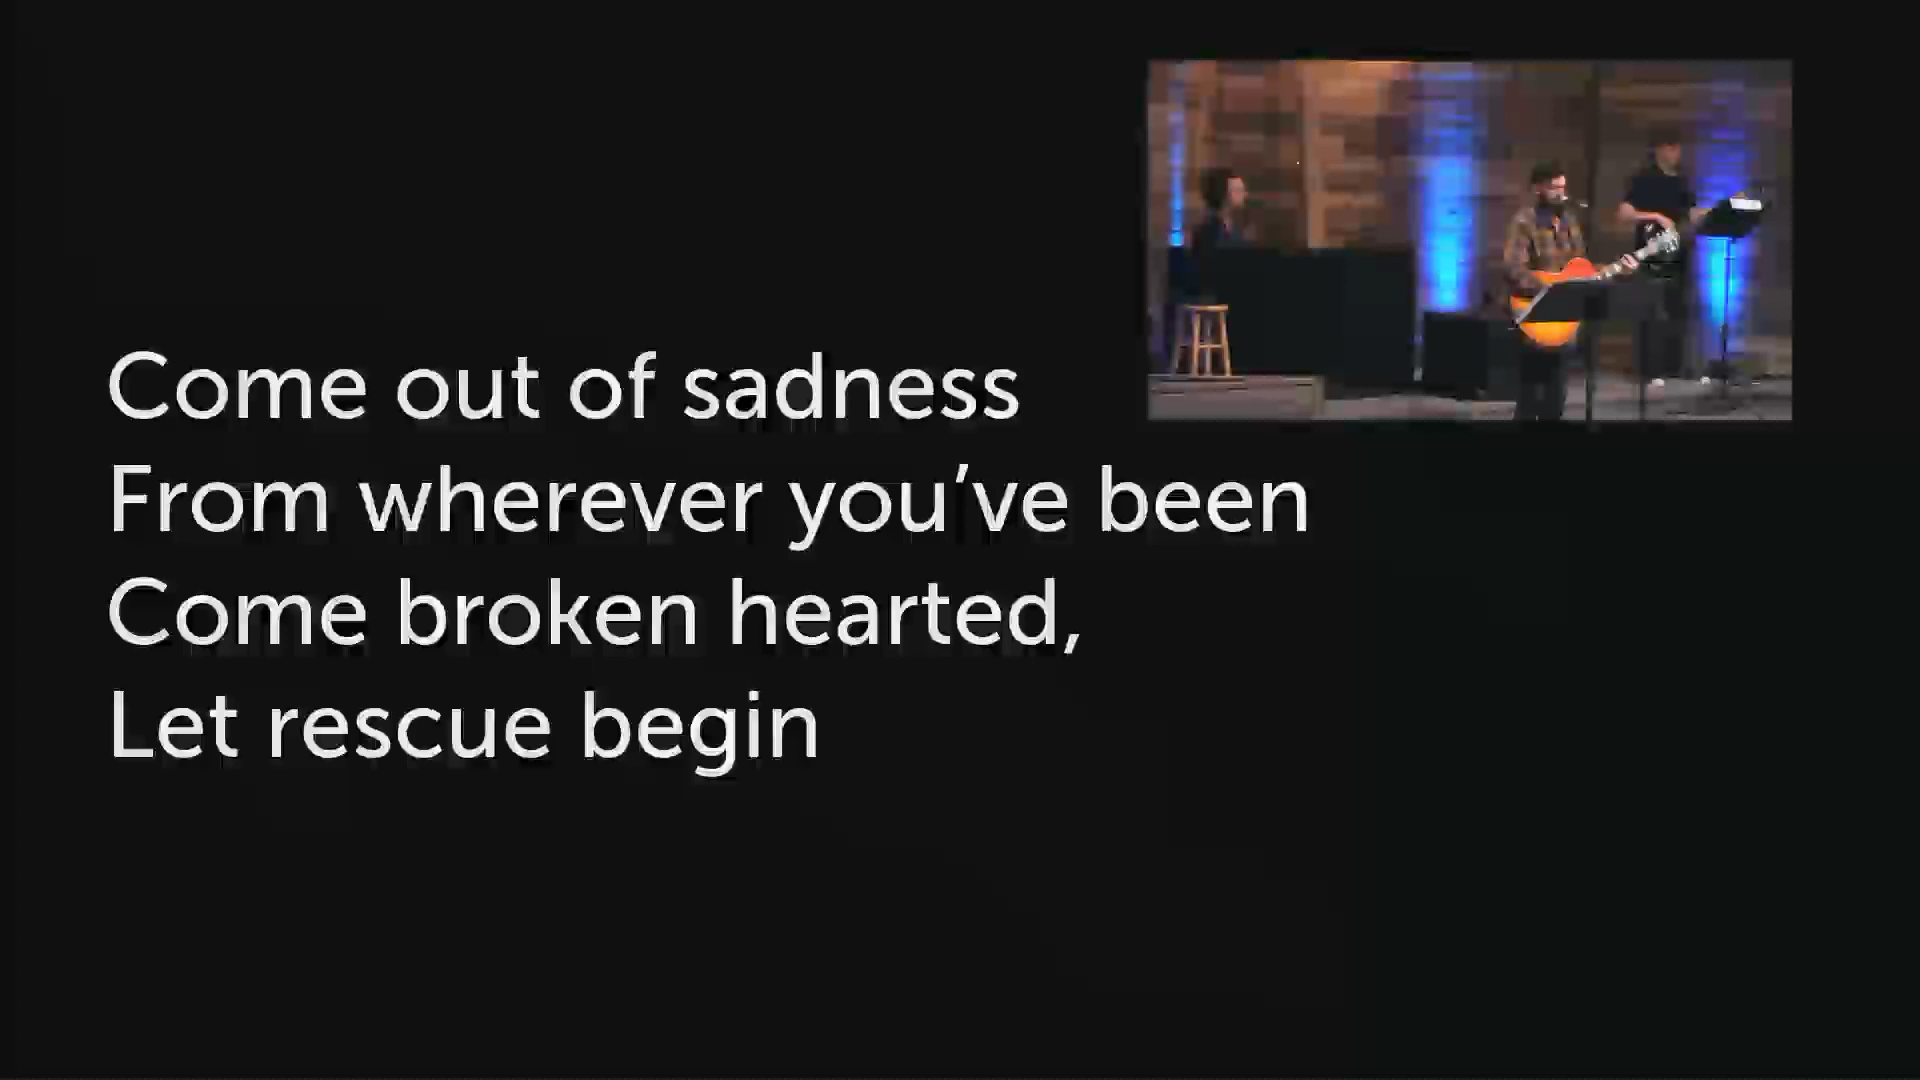 Come out of sadness
From wherever you’ve been
Come broken hearted,
Let rescue begin